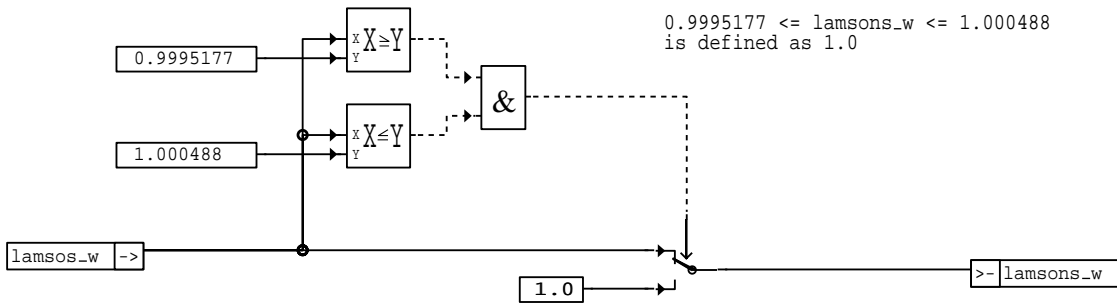 0.9995177 <= lamsons_w <= 1.000488
is defined as 1.0
X X≥Y
Y
0.9995177
&
X X≤Y
Y
1.000488
lamsos_w ->
>- lamsons_w
1.0